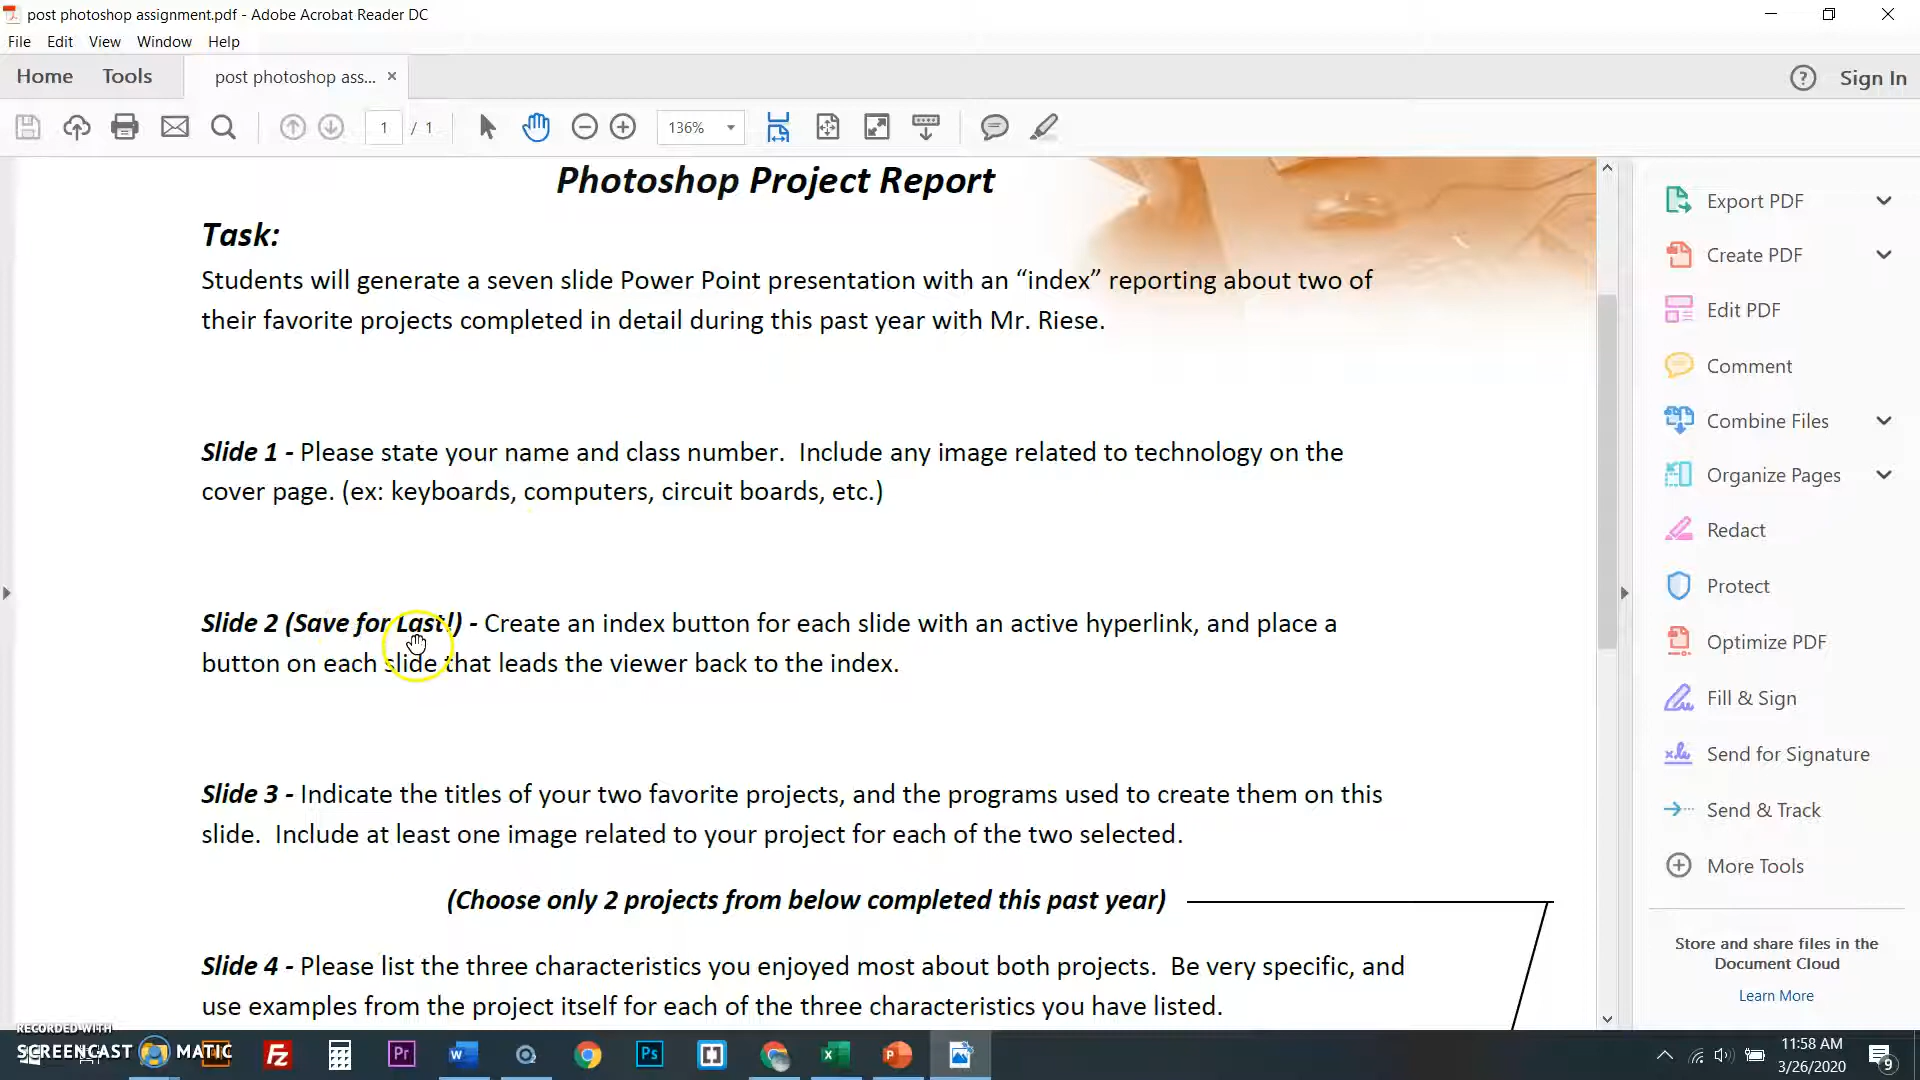 post photoshop assignment.pdf - Adobe Acrobat Reader DC
File Edit View Window Help
Home Tools post photoshop ass... × ? Sign In
1 / 1 136%
Photoshop Project Report
Task:
Students will generate a seven slide Power Point presentation with an “index” reporting about two of
their favorite projects completed in detail during this past year with Mr. Riese.
Slide 1 - Please state your name and class number.  Include any image related to technology on the
cover page. (ex: keyboards, computers, circuit boards, etc.)
Slide 2 (Save for Last!) - Create an index button for each slide with an active hyperlink, and place a
button on each slide that leads the viewer back to the index.
Slide 3 - Indicate the titles of your two favorite projects, and the programs used to create them on this
slide.  Include at least one image related to your project for each of the two selected.
(Choose only 2 projects from below completed this past year)
Slide 4 - Please list the three characteristics you enjoyed most about both projects.  Be very specific, and
use examples from the project itself for each of the three characteristics you have listed.
Export PDF
Create PDF
Edit PDF
Comment
Combine Files
Organize Pages
Redact
Protect
Optimize PDF
Fill & Sign
Send for Signature
Send & Track
More Tools
Store and share files in the
Document Cloud
Learn More
RECORDED WITH
SCREENCAST MATIC
Fz Pr W Ps X P
11:58 AM
3/26/2020
9